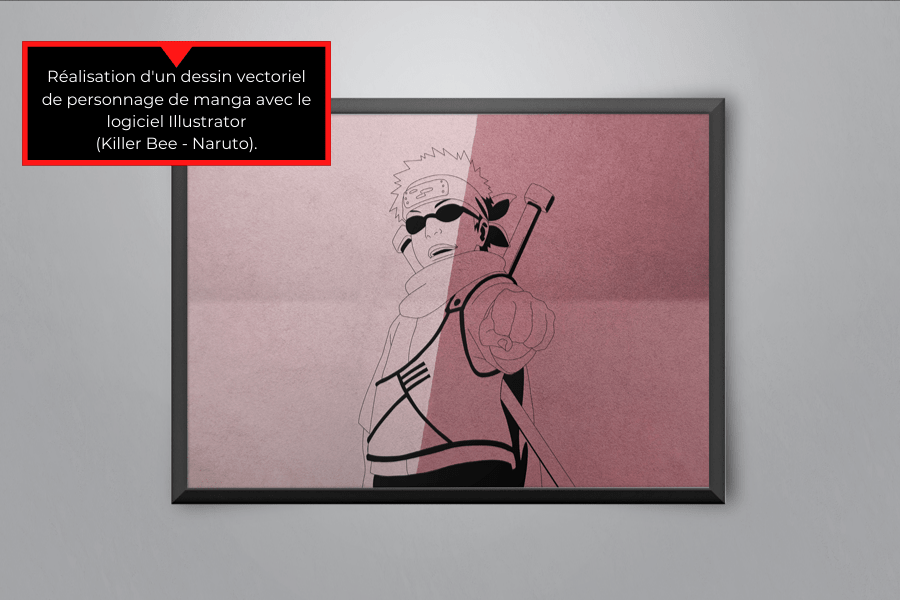 Réalisation d'un dessin vectoriel
de personnage de manga avec le
logiciel Illustrator
(Killer Bee - Naruto).